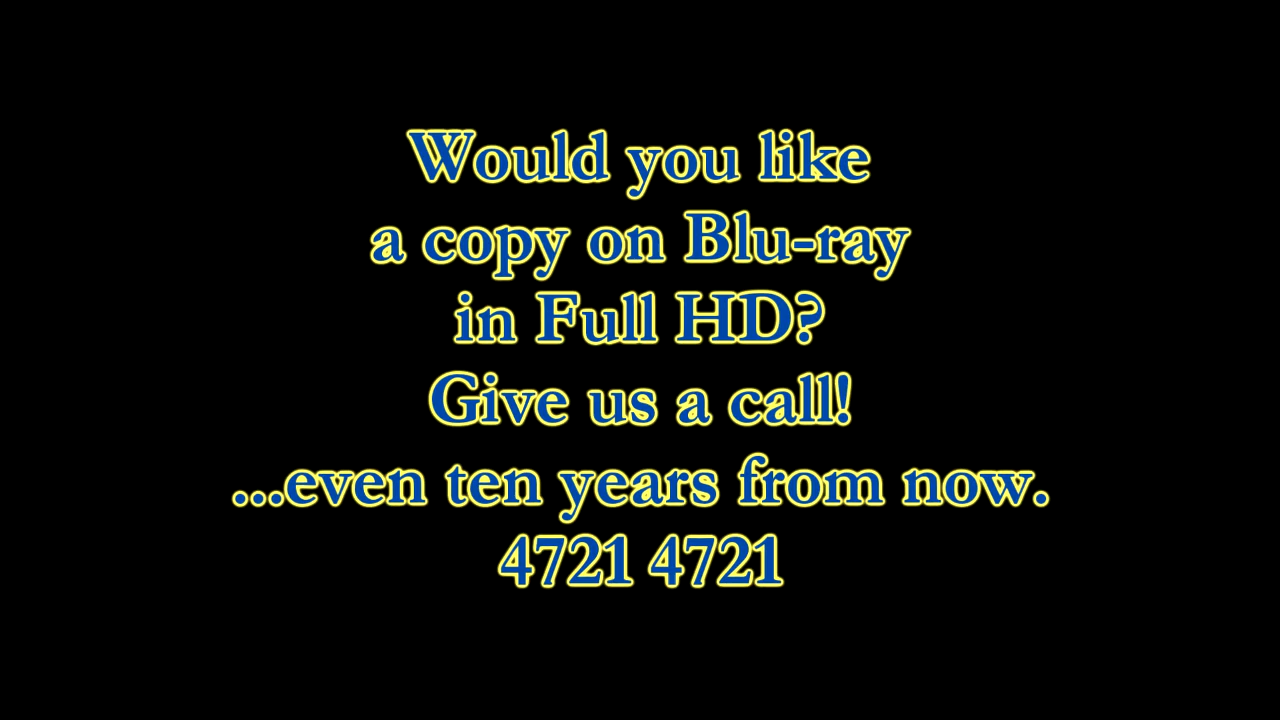 Would you like
a copy on Blu-ray
in Full HD?
Give us a call!
...even ten years from now.
4721 4721